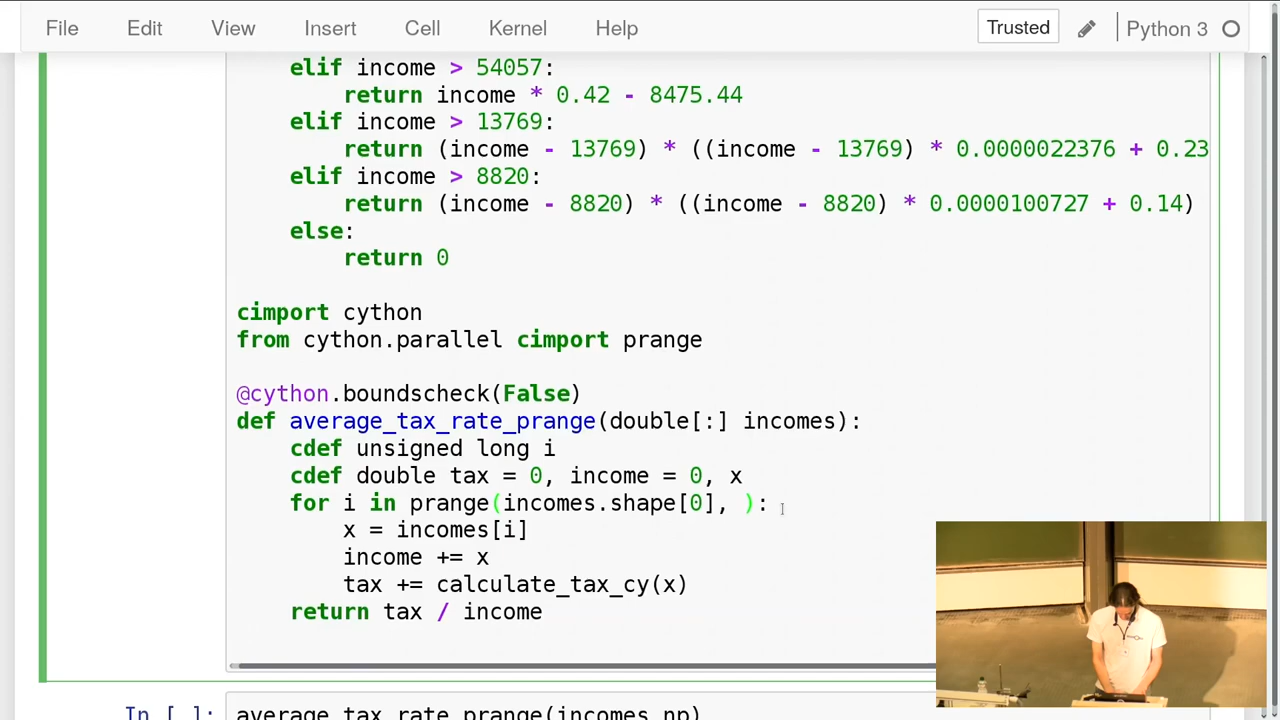 File Edit View Insert Cell Kernel Help Trusted Python 3
elif income > 54057:
return income * 0.42 - 8475.44
elif income > 13769:
return (income - 13769) * ((income - 13769) * 0.0000022376 + 0.23
elif income > 8820:
return (income - 8820) * ((income - 8820) * 0.0000100727 + 0.14)
else:
return 0
cimport cython
from cython.parallel cimport prange
@cython.boundscheck(False)
def average_tax_rate_prange(double[:] incomes):
cdef unsigned long i
cdef double tax = 0, income = 0, x
for i in prange(incomes.shape[0], ):
x = incomes[i]
income += x
tax += calculate_tax_cy(x)
return tax / income
In [ ]: average_tax_rate_prange(incomes_np)